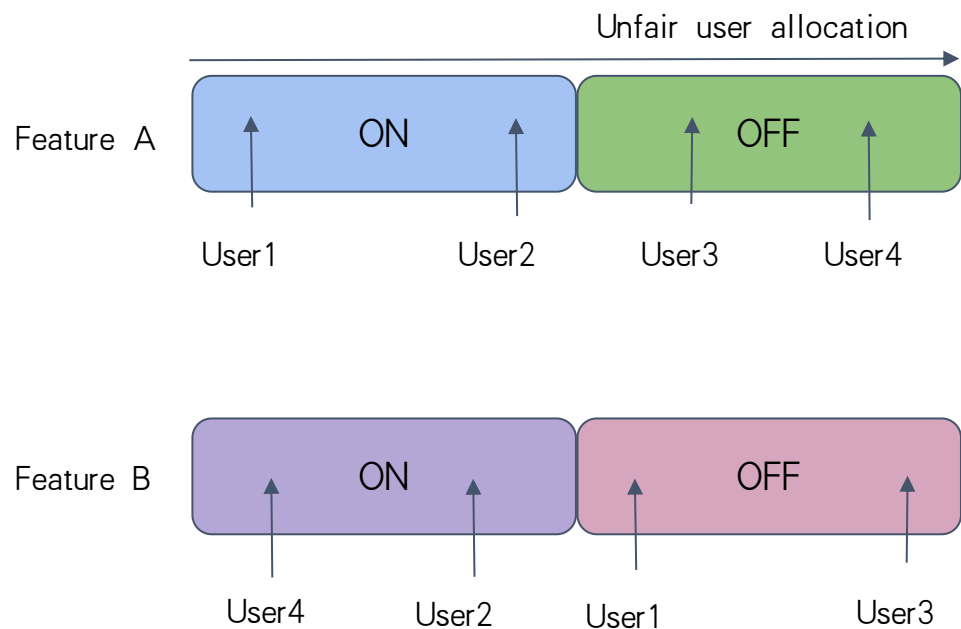 Unfair user allocation
Feature A
ON
OFF
User1
User2
User3
User4
Feature B
ON
OFF
User4
User2
User1
User3